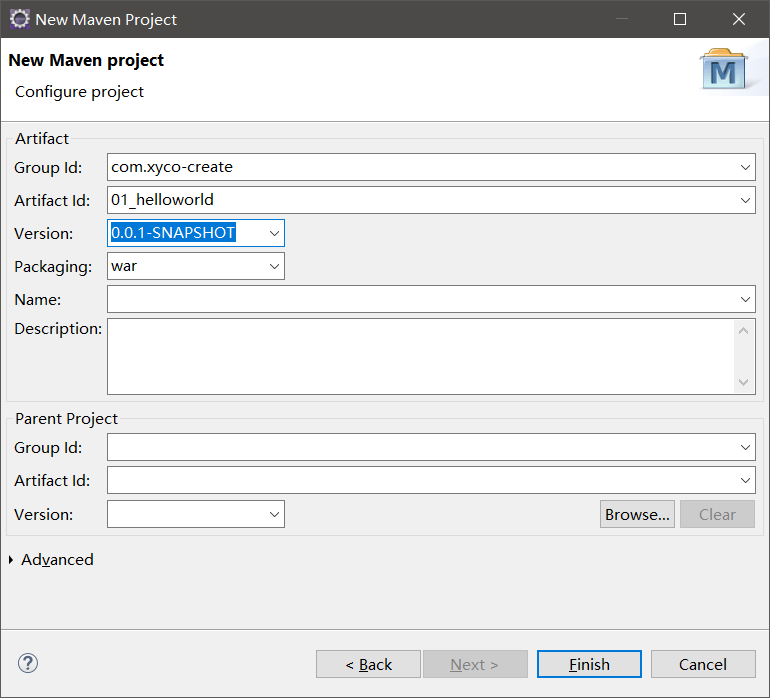 New Maven Project
New Maven project
Configure project
M
Artifact
Group Id: com.xyco-create
Artifact Id: 01_helloworld
Version: 0.0.1-SNAPSHOT
Packaging: war
Name:
Description:
Parent Project
Group Id:
Artifact Id:
Version: Browse... Clear
Advanced
? < Back Next > Finish Cancel